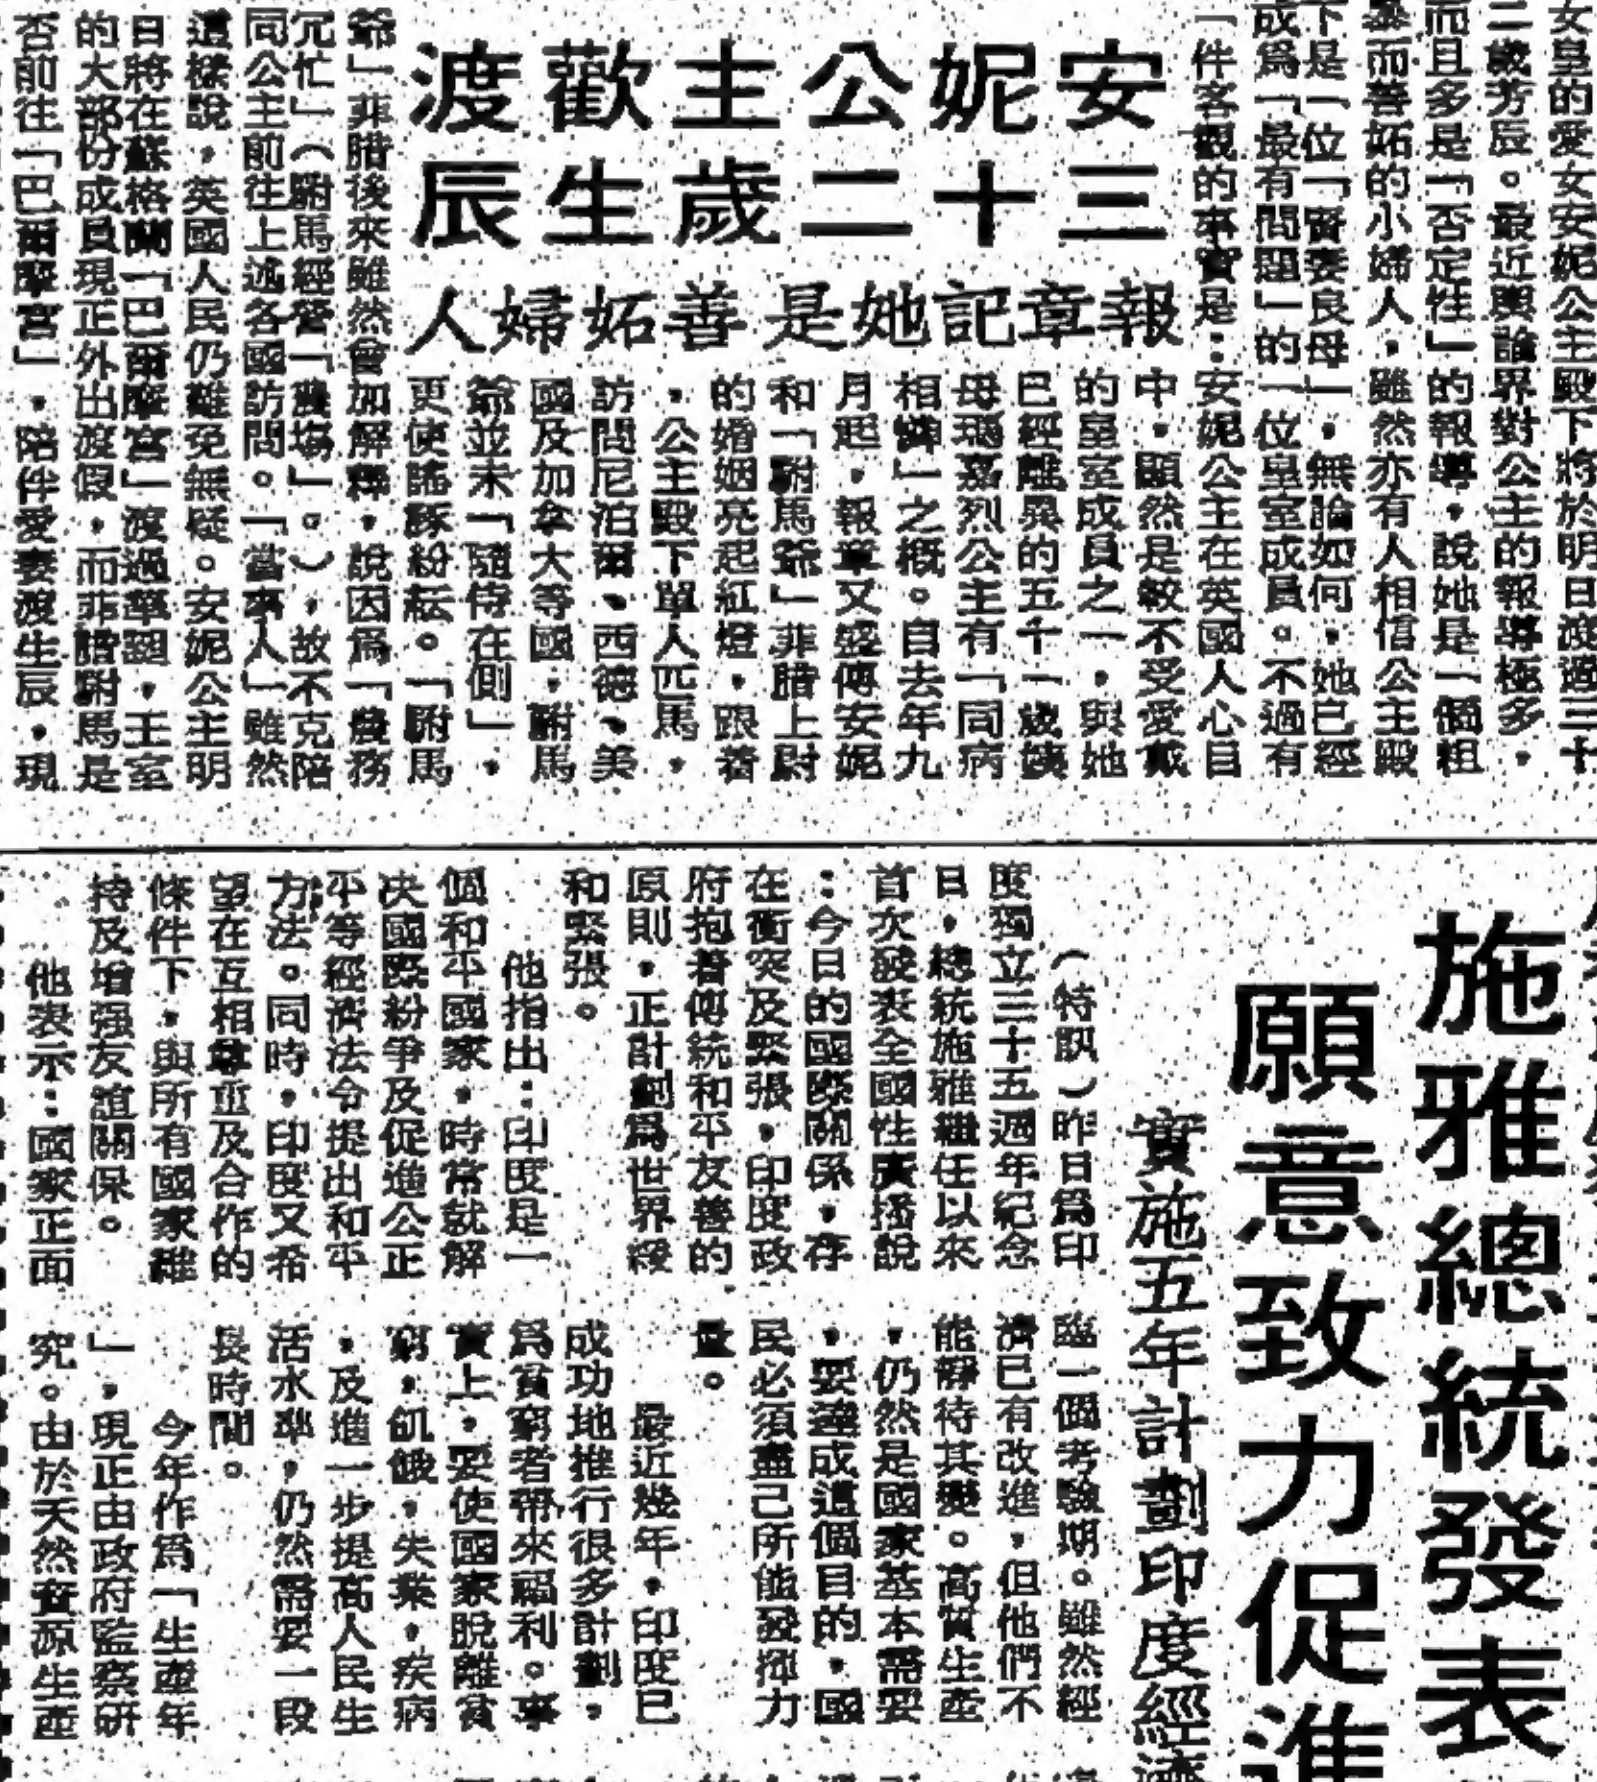 安妮公主歡渡
三十二歲生辰
報章記她是善妬婦人
女皇的愛女安妮公主殿下將於明日渡過三十
二歲芳辰。最近輿論界對公主的報導極多，
而且多是「否定性」的報導，說她是一個粗
暴而善妬的小婦人，雖然亦有人相信公主殿
下是一位「賢妻良母」，無論如何，她已經
成爲「最有問題」的一位皇室成員。不過有
一件客觀的事實是：安妮公主在英國人心目
中，顯然是較不受愛戴
的皇室成員之一，與她
已經離異的五十一歲姨
母瑪嘉烈公主有「同病
相憐」之概。自去年九
月起，報章又盛傳安妮
和「駙馬爺」菲腊上尉
的婚姻亮起紅燈，跟着
，公主殿下單人匹馬，
訪問尼泊爾、西德、美
國及加拿大等國，駙馬
爺並未「隨侍在側」，
更使謠諑紛紜。「駙馬
爺」菲腊後來雖然曾加解釋，說因爲「農務
冗忙」（駙馬經營「農塲」。），故不克陪
同公主前往上述各國訪問。「當事人」雖然
這樣說，英國人民仍難免無疑。安妮公主明
日將在蘇格蘭「巴爾摩宮」渡過華誕，王室
的大部份成員現正外出渡假，而菲腊駙馬是
否前往「巴爾摩宮」，陪伴愛妻渡生辰，現
施雅總統發表
願意致力促進
實施五年計劃印度經濟
（特訊）昨日爲印
度獨立三十五週年紀念
日，總統施雅繼任以來
首次發表全國性廣播說
：今日的國際關係，存
在衝突及緊張，印度政
府抱着傳統和平友善的
原則，正計劃爲世界緩
和緊張。
他指出：印度是一
個和平國家，時常就解
決國際紛爭及促進公正
平等經濟法令提出和平
方法。同時，印度又希
望在互相尊重及合作的
條件下，與所有國家維
持及增强友誼關係。
他表示：國家正面
臨一個考驗期。雖然經
濟已有改進，但他們不
能靜待其變。高質生產
，仍然是國家基本需要
，要達成這個目的，國
民必須盡己所能發揮力
量。
最近幾年，印度已
成功地推行很多計劃，
爲貧窮者帶來福利。事
實上，要使國家脫離貧
窮，飢餓，失業，疾病
，及進一步提高人民生
活水準，仍然需要一段
長時間。
今年作爲「生產年
」，現正由政府監察研
究。由於天然資源生產